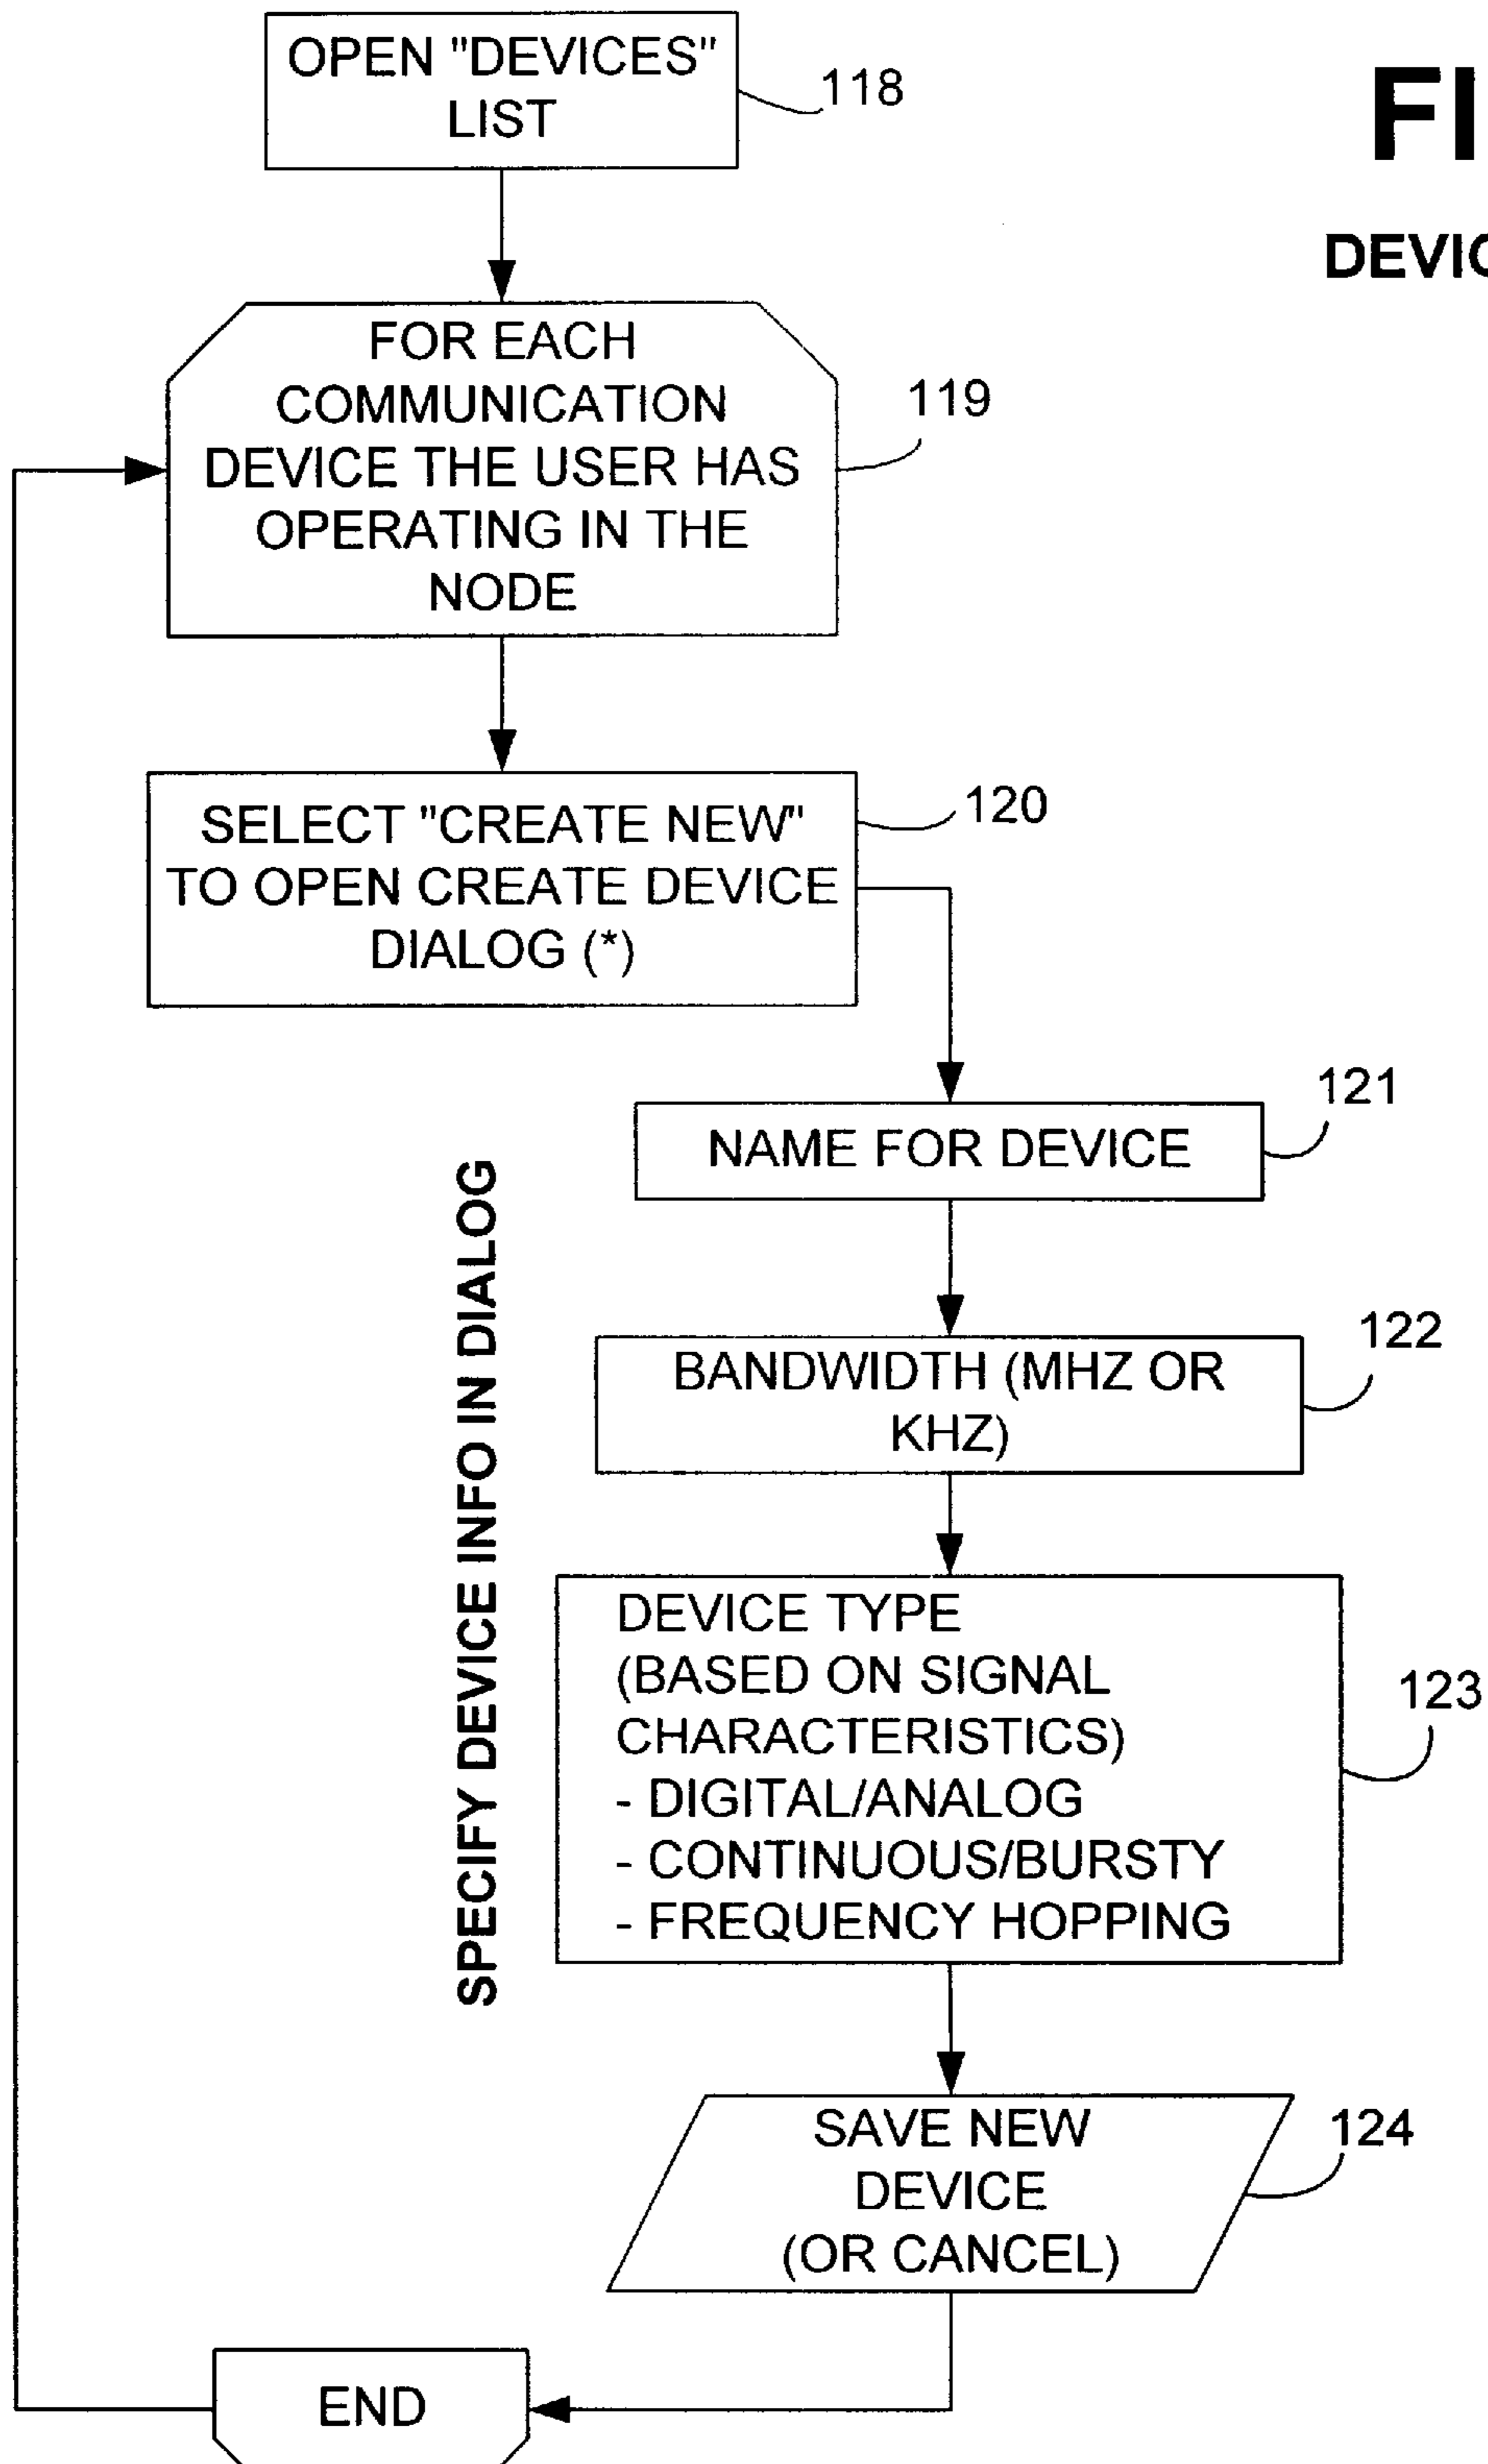 OPEN "DEVICES"
LIST
118
FI
DEVIC
FOR EACH
COMMUNICATION
DEVICE THE USER HAS
OPERATING IN THE
NODE
119
SELECT "CREATE NEW"
TO OPEN CREATE DEVICE
DIALOG (*)
120
NAME FOR DEVICE
121
SPECIFY DEVICE INFO IN DIALOG
BANDWIDTH (MHZ OR
KHZ)
122
DEVICE TYPE
(BASED ON SIGNAL
CHARACTERISTICS)
- DIGITAL/ANALOG
- CONTINUOUS/BURSTY
- FREQUENCY HOPPING
123
SAVE NEW
DEVICE
(OR CANCEL)
124
END